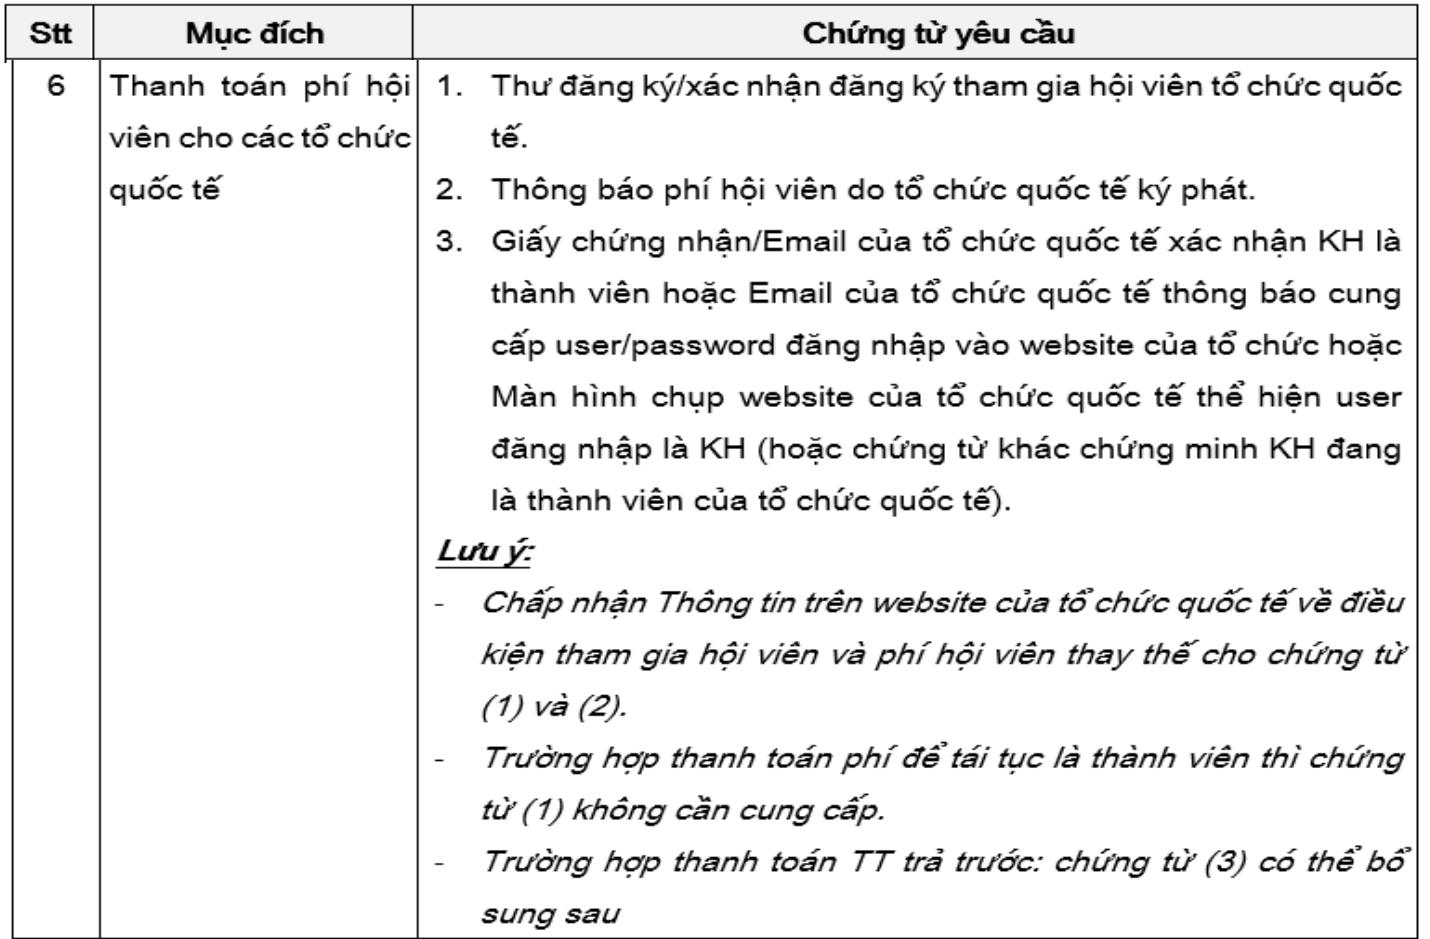 Stt Mục đích Chứng từ yêu cầu
6 Thanh toán phí hội
viên cho các tổ chức
quốc tế
1. Thư đăng ký/xác nhận đăng ký tham gia hội viên tổ chức quốc
tế.
2. Thông báo phí hội viên do tổ chức quốc tế ký phát.
3. Giấy chứng nhận/Email của tổ chức quốc tế xác nhận KH là
thành viên hoặc Email của tổ chức quốc tế thông báo cung
cấp user/password đăng nhập vào website của tổ chức hoặc
Màn hình chụp website của tổ chức quốc tế thể hiện user
đăng nhập là KH (hoặc chứng từ khác chứng minh KH đang
là thành viên của tổ chức quốc tế).
Lưu ý:
- Chấp nhận Thông tin trên website của tổ chức quốc tế về điều
kiện tham gia hội viên và phí hội viên thay thế cho chứng từ
(1) và (2).
- Trường hợp thanh toán phí để tái tục là thành viên thì chứng
từ (1) không cần cung cấp.
- Trường hợp thanh toán TT trả trước: chứng từ (3) có thể bổ
sung sau